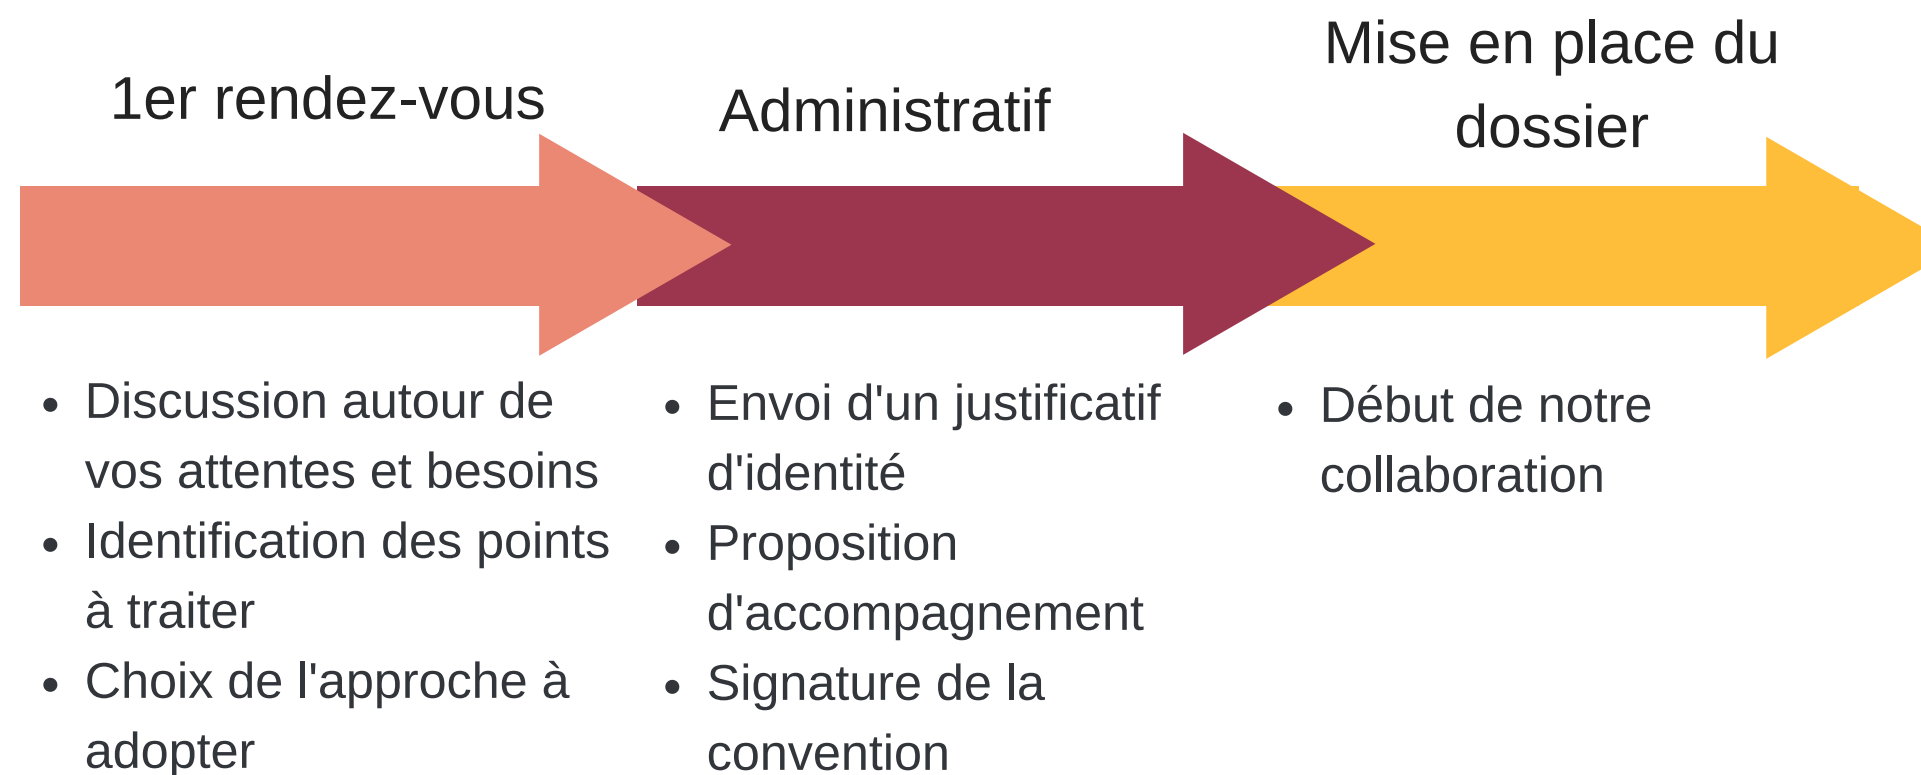 1er rendez-vous
Administratif
Mise en place du
dossier
• Discussion autour de
vos attentes et besoins
• Identification des points
à traiter
• Choix de l'approche à
adopter
• Envoi d'un justificatif
d'identité
• Proposition
d'accompagnement
• Signature de la
convention
• Début de notre
collaboration